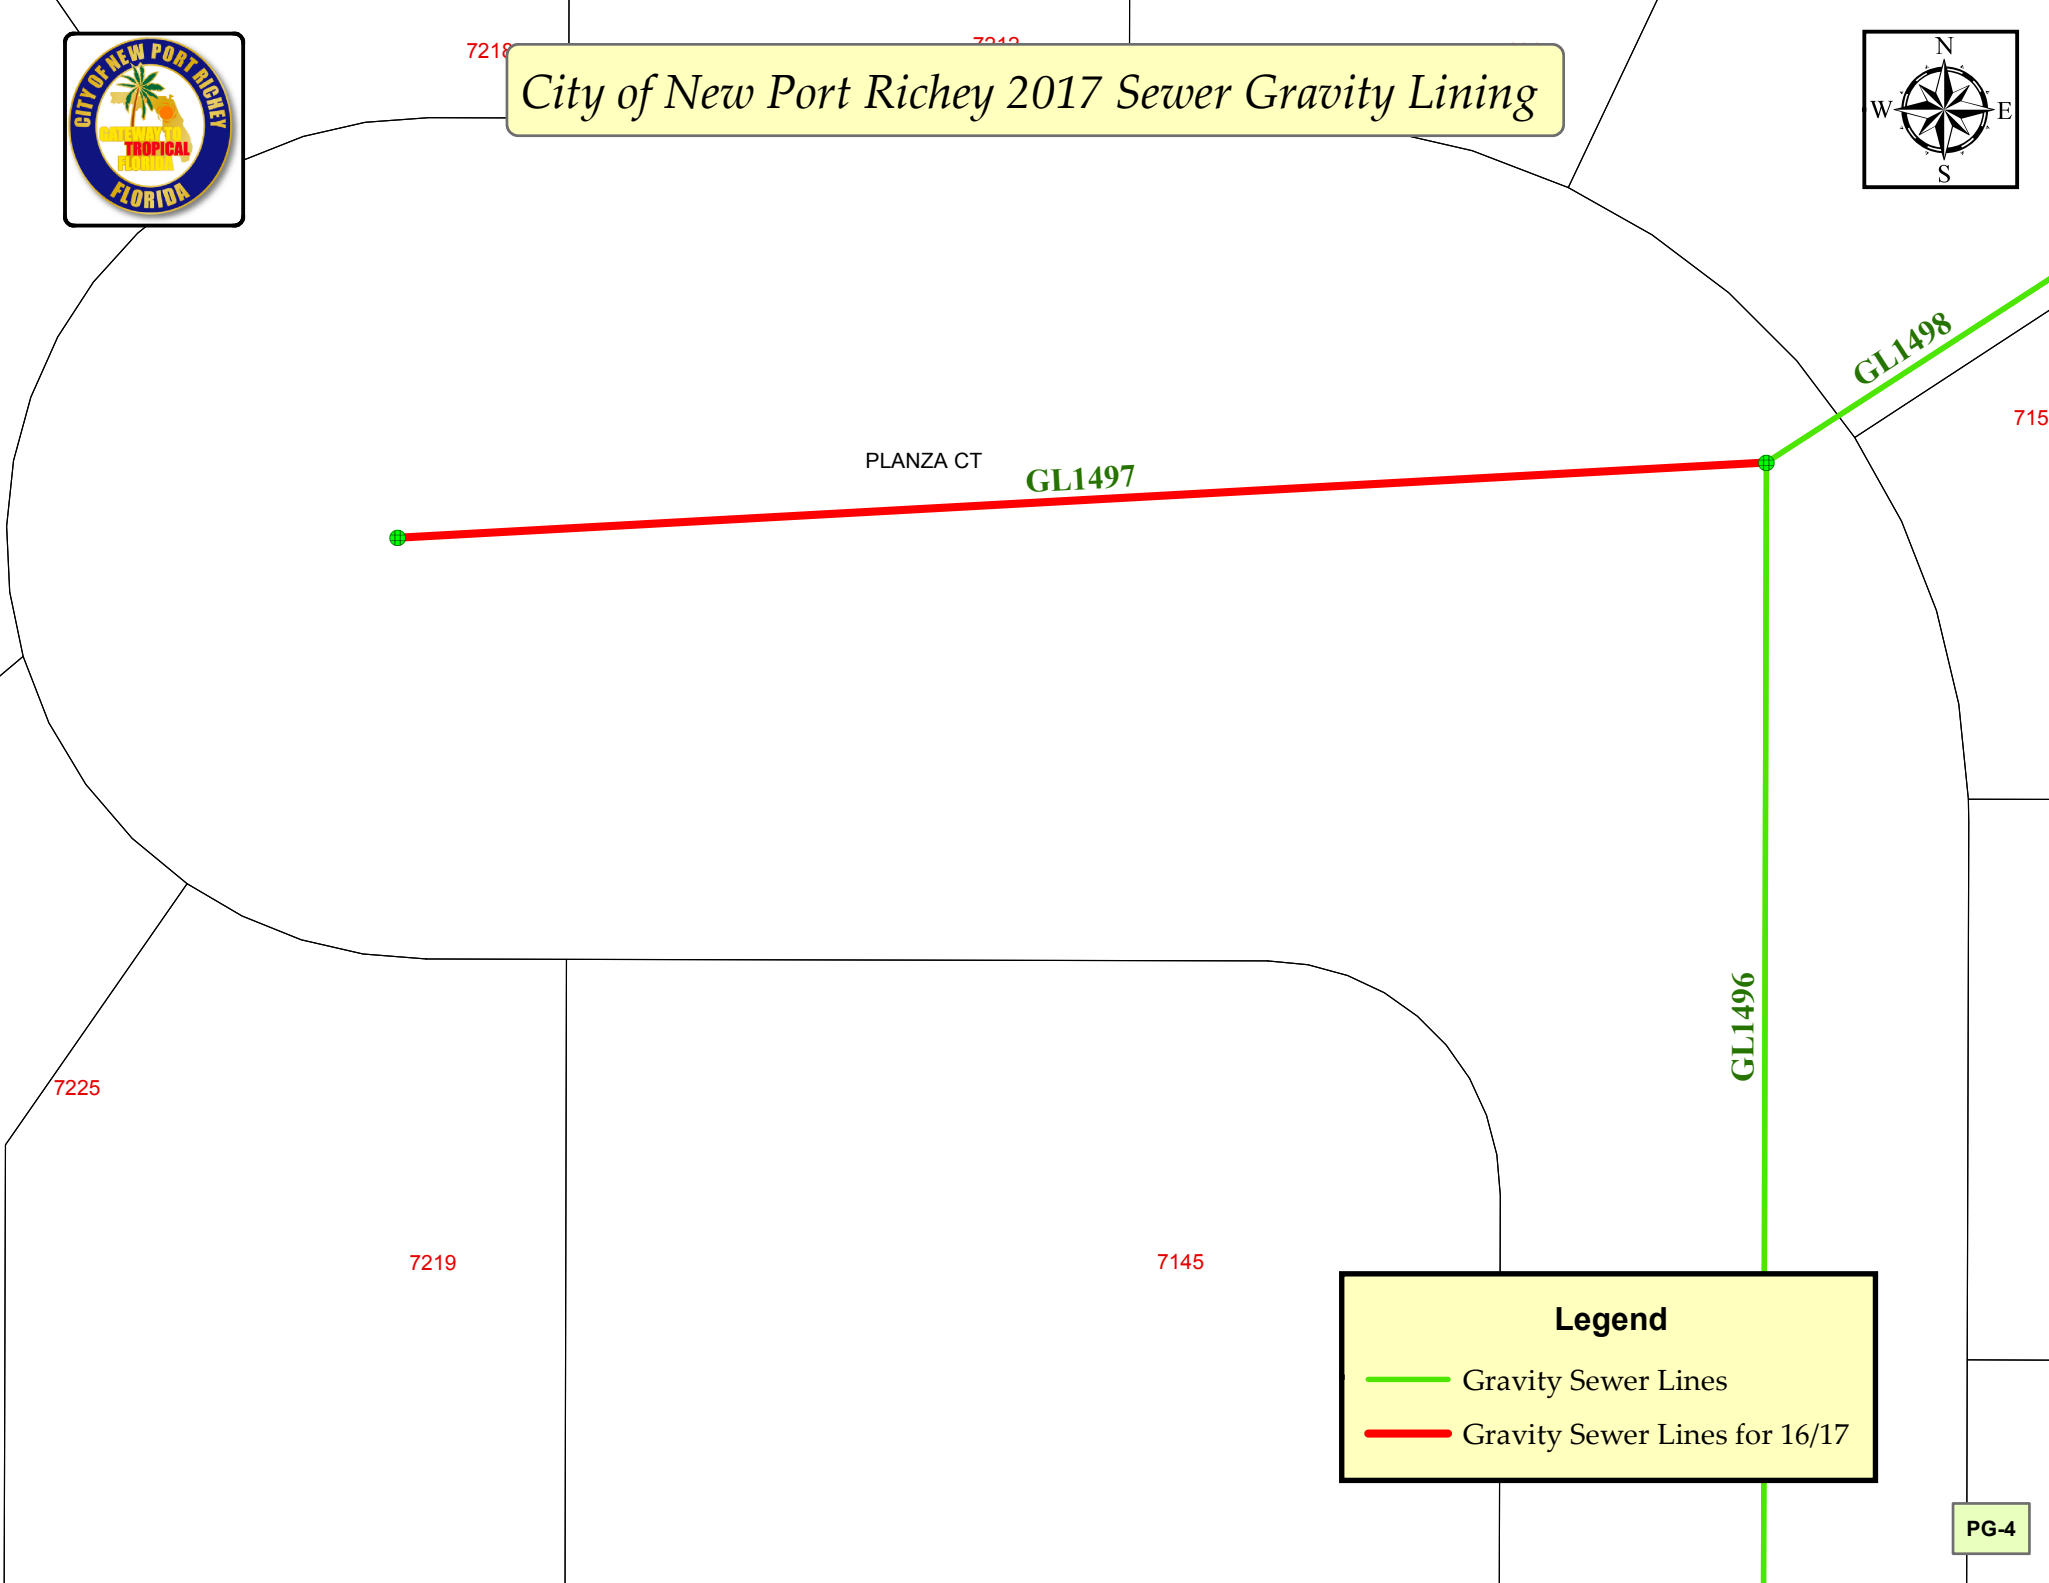 CITY OF NEW PORT RICHEY
GATEWAY TO
TROPICAL
FLORIDA
FLORIDA
7218
7212
City of New Port Richey 2017 Sewer Gravity Lining
N
W E
S
GL1498
715
PLANZA CT
GL1497
GL1496
7225
7219
7145
Legend
Gravity Sewer Lines
Gravity Sewer Lines for 16/17
PG-4